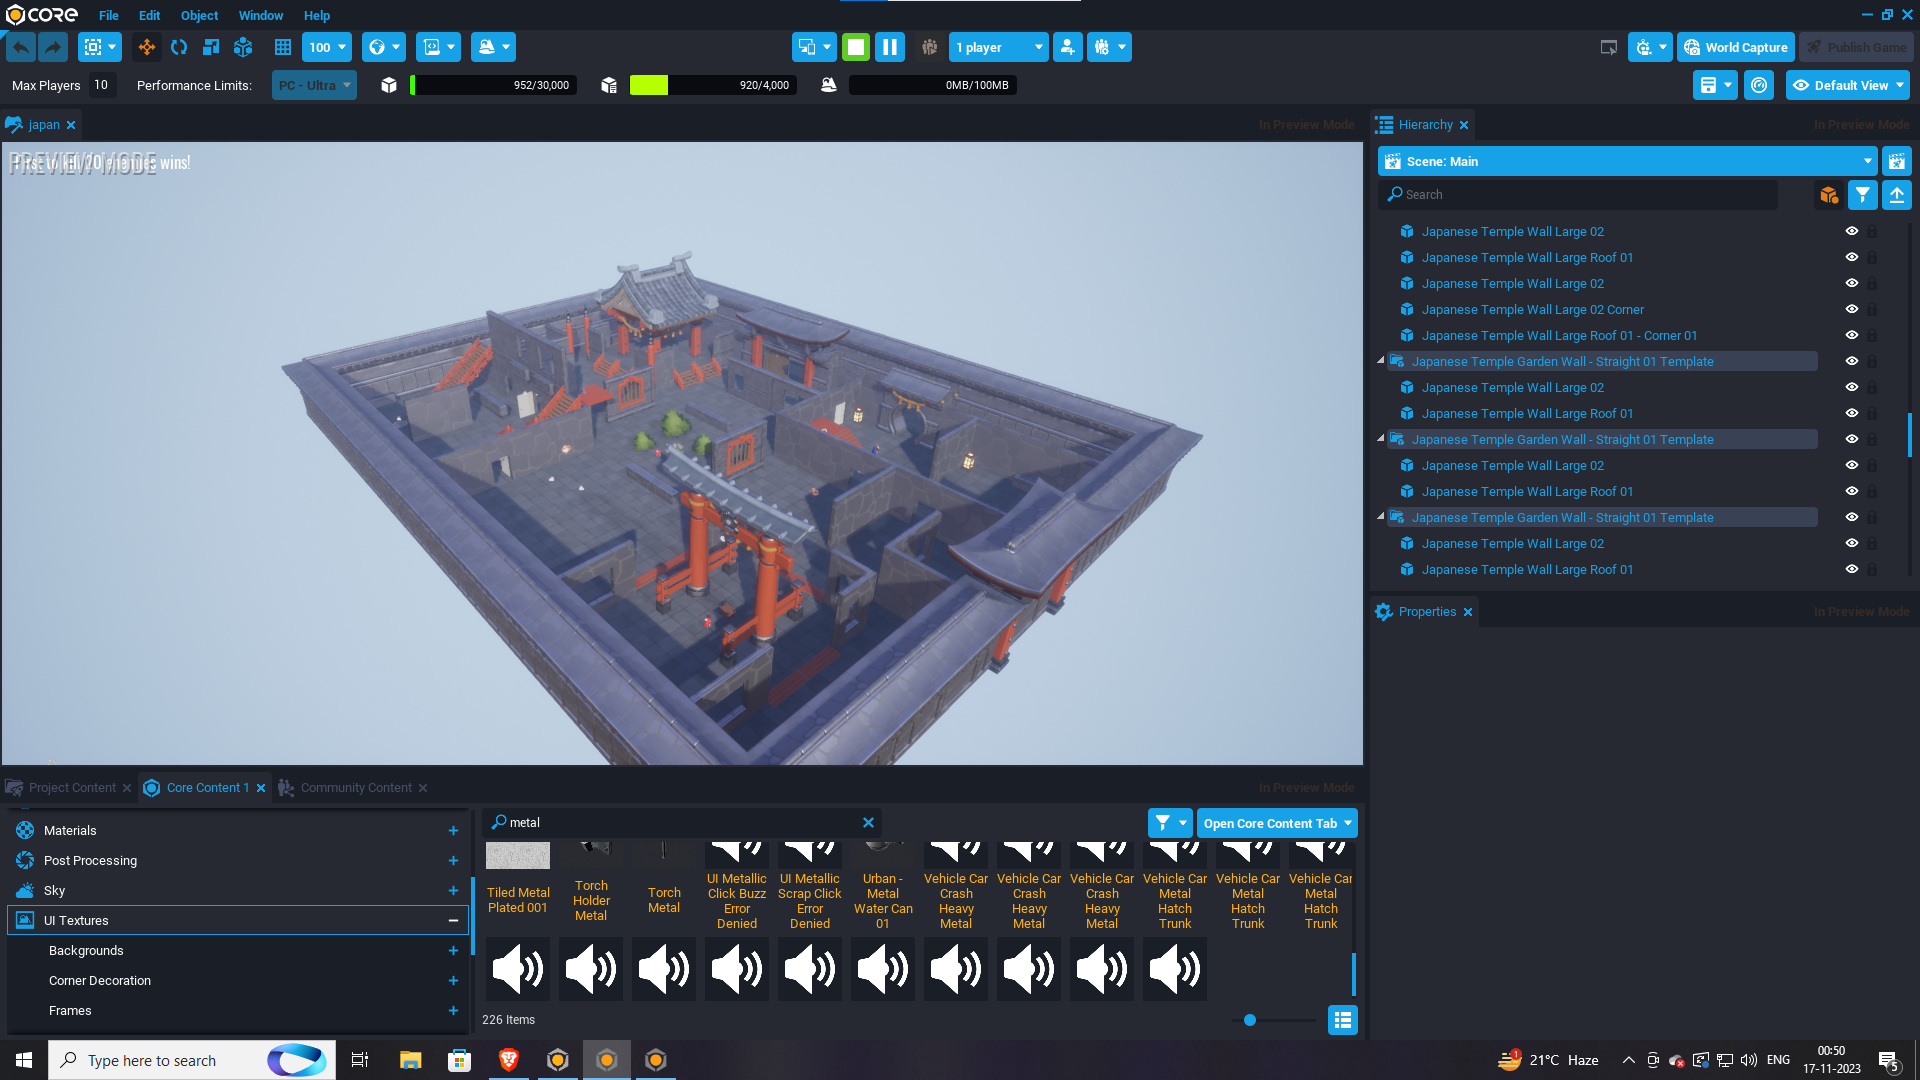 CORE
File Edit Object Window Help
100
1 player
World Capture
Publish Game
Max Players 10 Performance Limits: PC - Ultra 952/30,000 920/4,000 0MB/100MB
Default View
japan In Preview Mode
PREVIEW MODE
enemies wins!
Hierarchy In Preview Mode
Scene: Main
Search
Japanese Temple Wall Large 02
Japanese Temple Wall Large Roof 01
Japanese Temple Wall Large 02
Japanese Temple Wall Large 02 Corner
Japanese Temple Wall Large Roof 01 - Corner 01
Japanese Temple Garden Wall - Straight 01 Template
Japanese Temple Wall Large 02
Japanese Temple Wall Large Roof 01
Japanese Temple Garden Wall - Straight 01 Template
Japanese Temple Wall Large 02
Japanese Temple Wall Large Roof 01
Japanese Temple Garden Wall - Straight 01 Template
Japanese Temple Wall Large 02
Japanese Temple Wall Large Roof 01
Properties In Preview Mode
Project Content Core Content 1 Community Content In Preview Mode
Materials
Post Processing
Sky
UI Textures
Backgrounds
Corner Decoration
Frames
metal
Open Core Content Tab
Tiled Metal Plated 001
Torch Holder Metal
Torch Metal
UI Metallic Click Buzz Error Denied
UI Metallic Scrap Click Error Denied
Urban - Metal Water Can 01
Vehicle Car Crash Heavy Metal
Vehicle Car Crash Heavy Metal
Vehicle Car Crash Heavy Metal
Vehicle Car Metal Hatch Trunk
Vehicle Car Metal Hatch Trunk
Vehicle Car Metal Hatch Trunk
226 Items
Type here to search
1
21°C Haze
ENG
00:50
17-11-2023
5